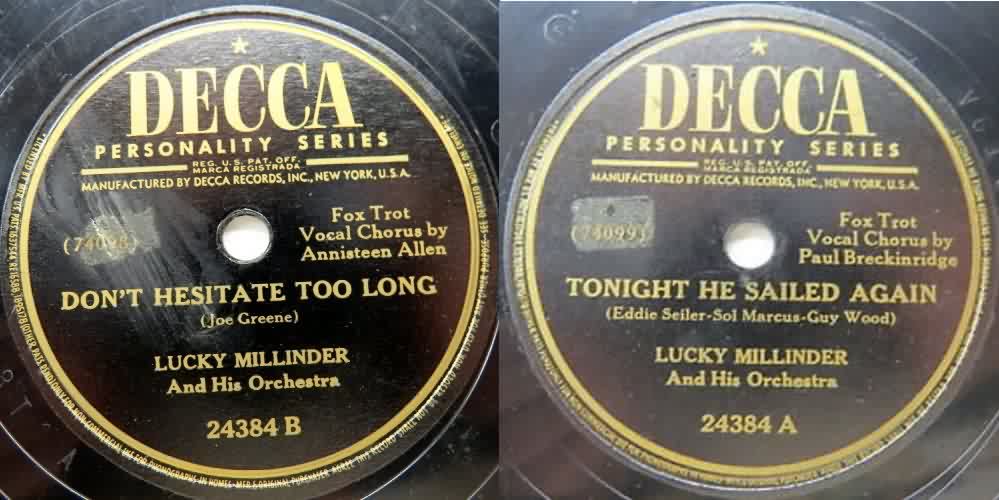 DECCA
PERSONALITY SERIES
REG. U.S. PAT. OFF.
MARCA REGISTRADA
MANUFACTURED BY DECCA RECORDS, INC., NEW YORK, U.S.A.
Fox Trot
Vocal Chorus by
Annisteen Allen
(74098)
DON'T HESITATE TOO LONG
(Joe Greene)
LUCKY MILLINDER
And His Orchestra
24384 B
DECCA
PERSONALITY SERIES
REG. U.S. PAT. OFF.
MARCA REGISTRADA
MANUFACTURED BY DECCA RECORDS, INC., NEW YORK, U.S.A.
Fox Trot
Vocal Chorus by
Paul Breckinridge
(74099)
TONIGHT HE SAILED AGAIN
(Eddie Seiler-Sol Marcus-Guy Wood)
LUCKY MILLINDER
And His Orchestra
24384 A